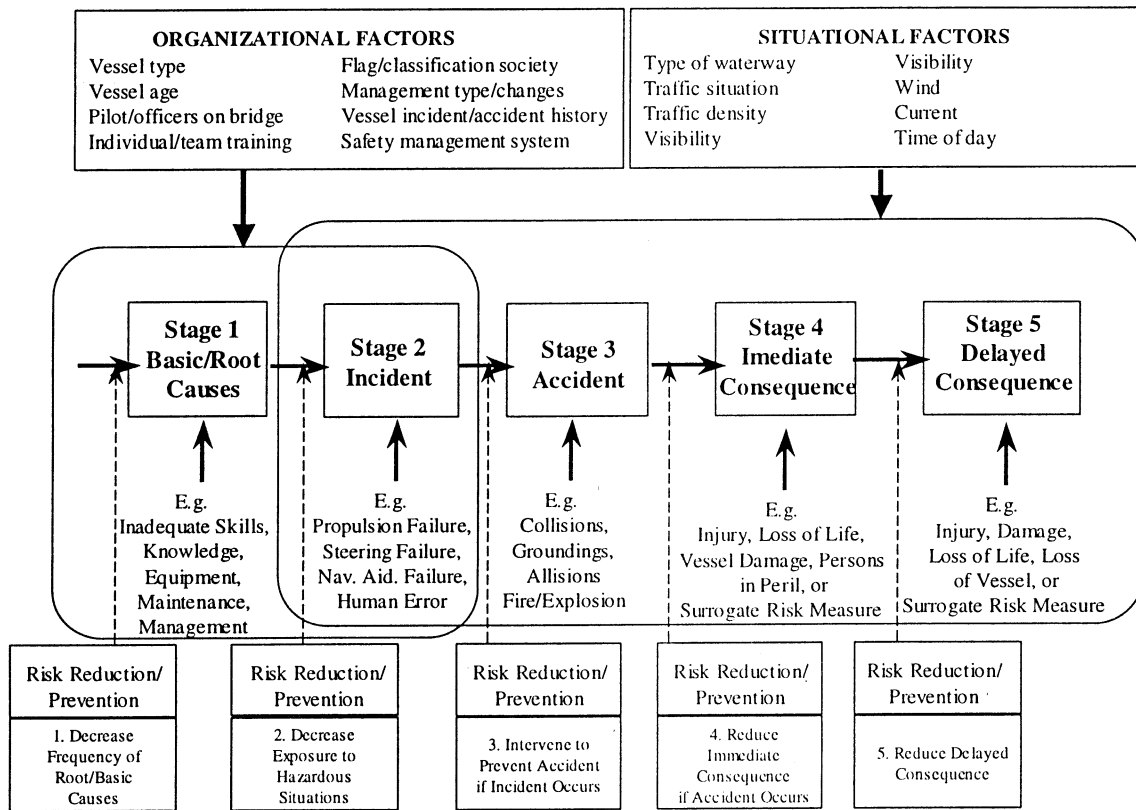 ORGANIZATIONAL FACTORS
Vessel type
Vessel age
Pilot/officers on bridge
Individual/team training
Flag/classification society
Management type/changes
Vessel incident/accident history
Safety management system
SITUATIONAL FACTORS
Type of waterway
Traffic situation
Traffic density
Visibility
Visibility
Wind
Current
Time of day
Stage 1
Basic/Root
Causes
Stage 2
Incident
Stage 3
Accident
Stage 4
Imediate
Consequence
Stage 5
Delayed
Consequence
E.g.
Inadequate Skills,
Knowledge,
Equipment,
Maintenance,
Management
E.g.
Propulsion Failure,
Steering Failure,
Nav. Aid. Failure,
Human Error
E.g.
Collisions,
Groundings,
Allisions
Fire/Explosion
E.g.
Injury, Loss of Life,
Vessel Damage, Persons
in Peril, or
Surrogate Risk Measure
E.g.
Injury, Damage,
Loss of Life, Loss
of Vessel, or
Surrogate Risk Measure
Risk Reduction/
Prevention
1. Decrease
Frequency of
Root/Basic
Causes
Risk Reduction/
Prevention
2. Decrease
Exposure to
Hazardous
Situations
Risk Reduction/
Prevention
3. Intervene to
Prevent Accident
if Incident Occurs
Risk Reduction/
Prevention
4. Reduce
Immediate
Consequence
if Accident Occurs
Risk Reduction/
Prevention
5. Reduce Delayed
Consequence